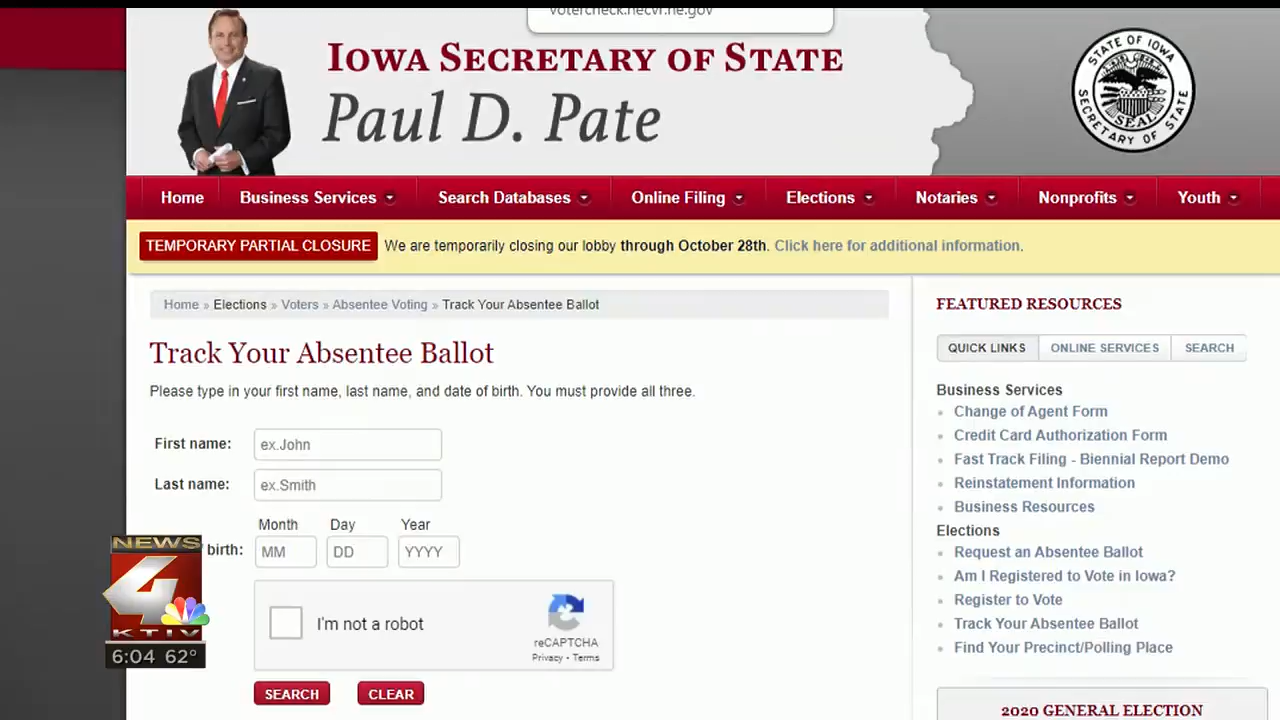 votercheck.necvr.ne.gov
IOWA SECRETARY OF STATE
Paul D. Pate
STATE OF IOWA
SEAL
SECRETARY OF STATE
Home Business Services Search Databases Online Filing Elections Notaries Nonprofits Youth
TEMPORARY PARTIAL CLOSURE We are temporarily closing our lobby through October 28th. Click here for additional information.
Home » Elections » Voters » Absentee Voting » Track Your Absentee Ballot
Track Your Absentee Ballot
Please type in your first name, last name, and date of birth. You must provide all three.
First name: ex.John
Last name: ex.Smith
Month Day Year
birth: MM DD YYYY
I'm not a robot
reCAPTCHA
Privacy - Terms
SEARCH CLEAR
FEATURED RESOURCES
QUICK LINKS ONLINE SERVICES SEARCH
Business Services
Change of Agent Form
Credit Card Authorization Form
Fast Track Filing - Biennial Report Demo
Reinstatement Information
Business Resources
Elections
Request an Absentee Ballot
Am I Registered to Vote in Iowa?
Register to Vote
Track Your Absentee Ballot
Find Your Precinct/Polling Place
2020 GENERAL ELECTION
NEWS
4
KTIV
6:04 62°